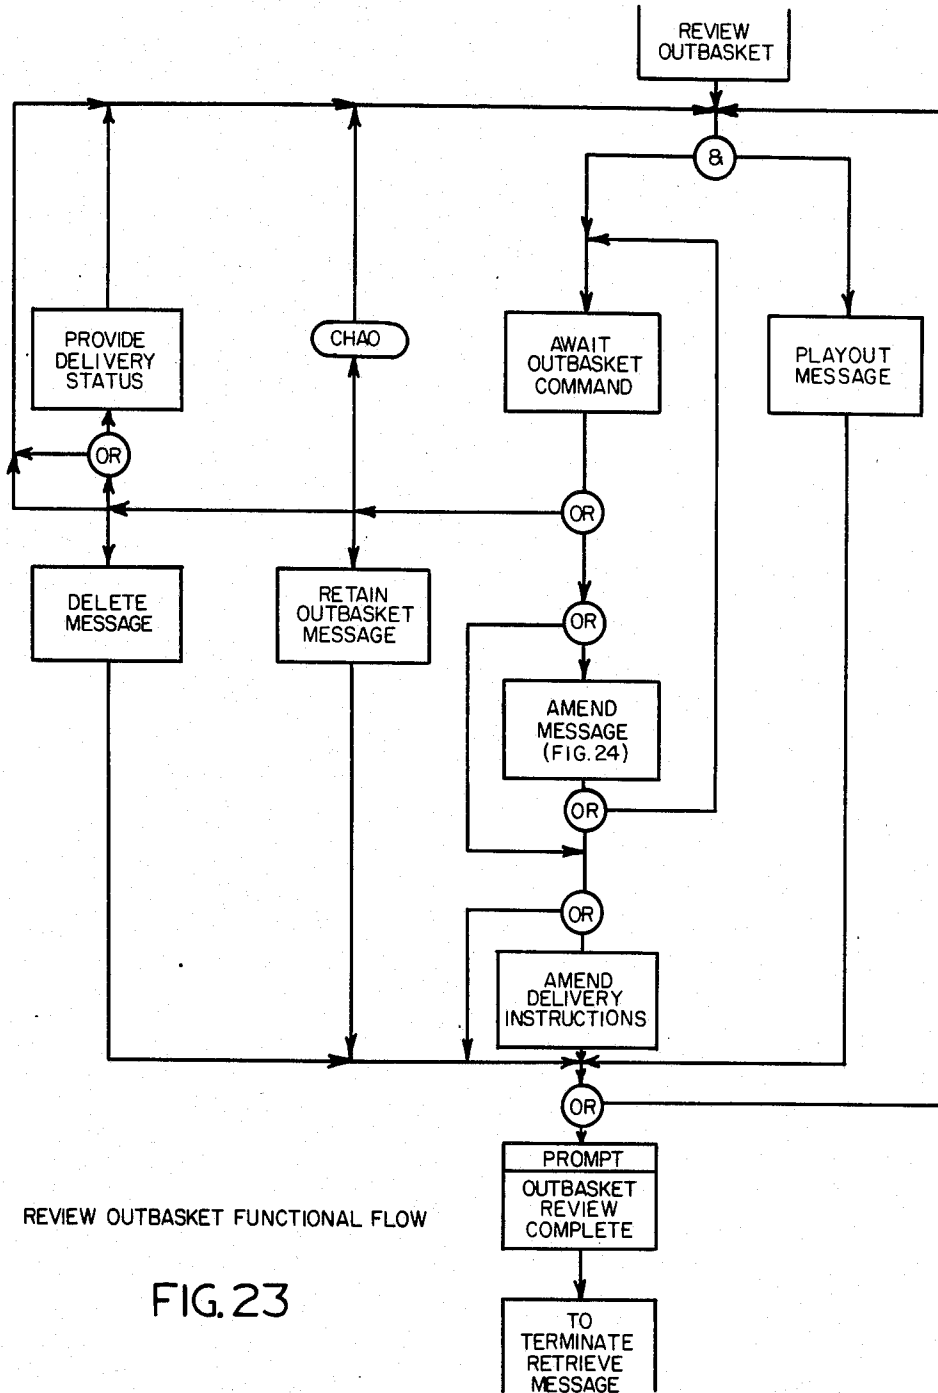 REVIEW
OUTBASKET
&
PROVIDE
DELIVERY
STATUS
CHAO
AWAIT
OUTBASKET
COMMAND
PLAYOUT
MESSAGE
OR
OR
DELETE
MESSAGE
RETAIN
OUTBASKET
MESSAGE
OR
AMEND
MESSAGE
(FIG. 24)
OR
OR
AMEND
DELIVERY
INSTRUCTIONS
OR
PROMPT
OUTBASKET
REVIEW
COMPLETE
REVIEW OUTBASKET FUNCTIONAL FLOW
FIG. 23
TO
TERMINATE
RETRIEVE
MESSAGE